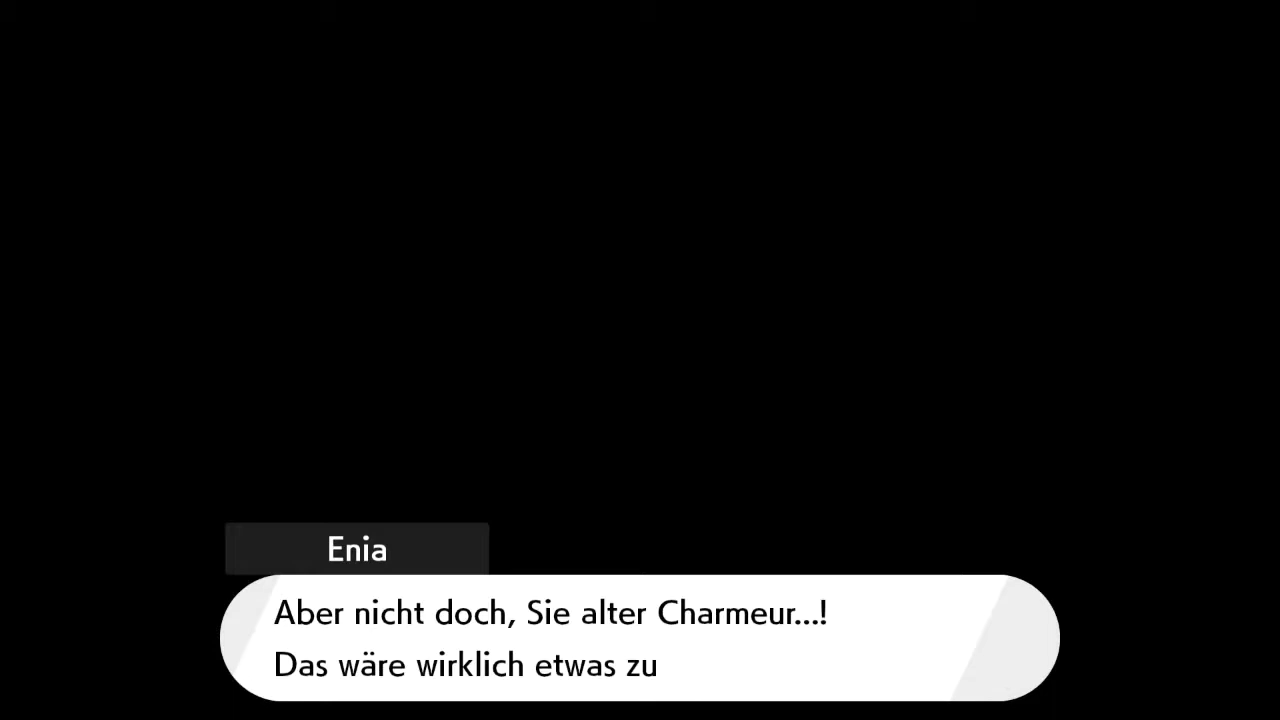 Enia
Aber nicht doch, Sie alter Charmeur...!
Das wäre wirklich etwas zu